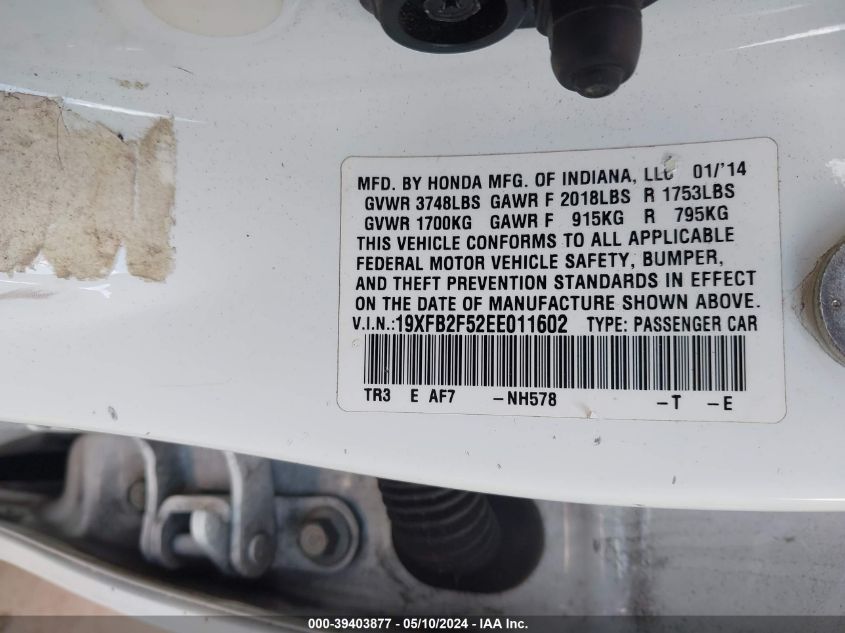 MFD. BY HONDA MFG. OF INDIANA, LLC 01/'14
GVWR 3748LBS GAWR F 2018LBS R 1753LBS
GVWR 1700KG GAWR F 915KG R 795KG
THIS VEHICLE CONFORMS TO ALL APPLICABLE
FEDERAL MOTOR VEHICLE SAFETY, BUMPER,
AND THEFT PREVENTION STANDARDS IN EFFECT
ON THE DATE OF MANUFACTURE SHOWN ABOVE.
V.I.N.:19XFB2F52EE011602 TYPE: PASSENGER CAR
TR3 E AF7 -NH578 -T -E
000-39403877 - 05/10/2024 - IAA Inc.